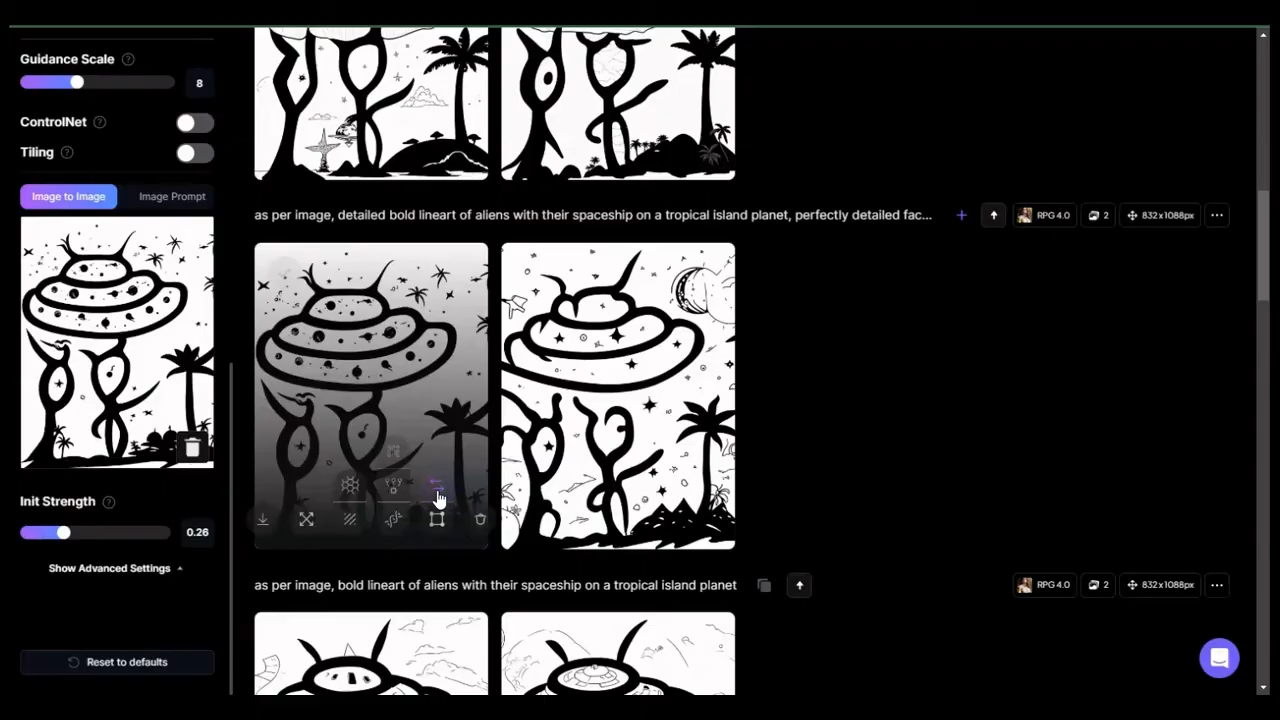 Guidance Scale
8
ControlNet
Tiling
Image to Image
Image Prompt
Init Strength
0.26
Show Advanced Settings
Reset to defaults
as per image, detailed bold lineart of aliens with their spaceship on a tropical island planet, perfectly detailed fac...
RPG 4.0
2
832x1088px
as per image, bold lineart of aliens with their spaceship on a tropical island planet
RPG 4.0
2
832x1088px